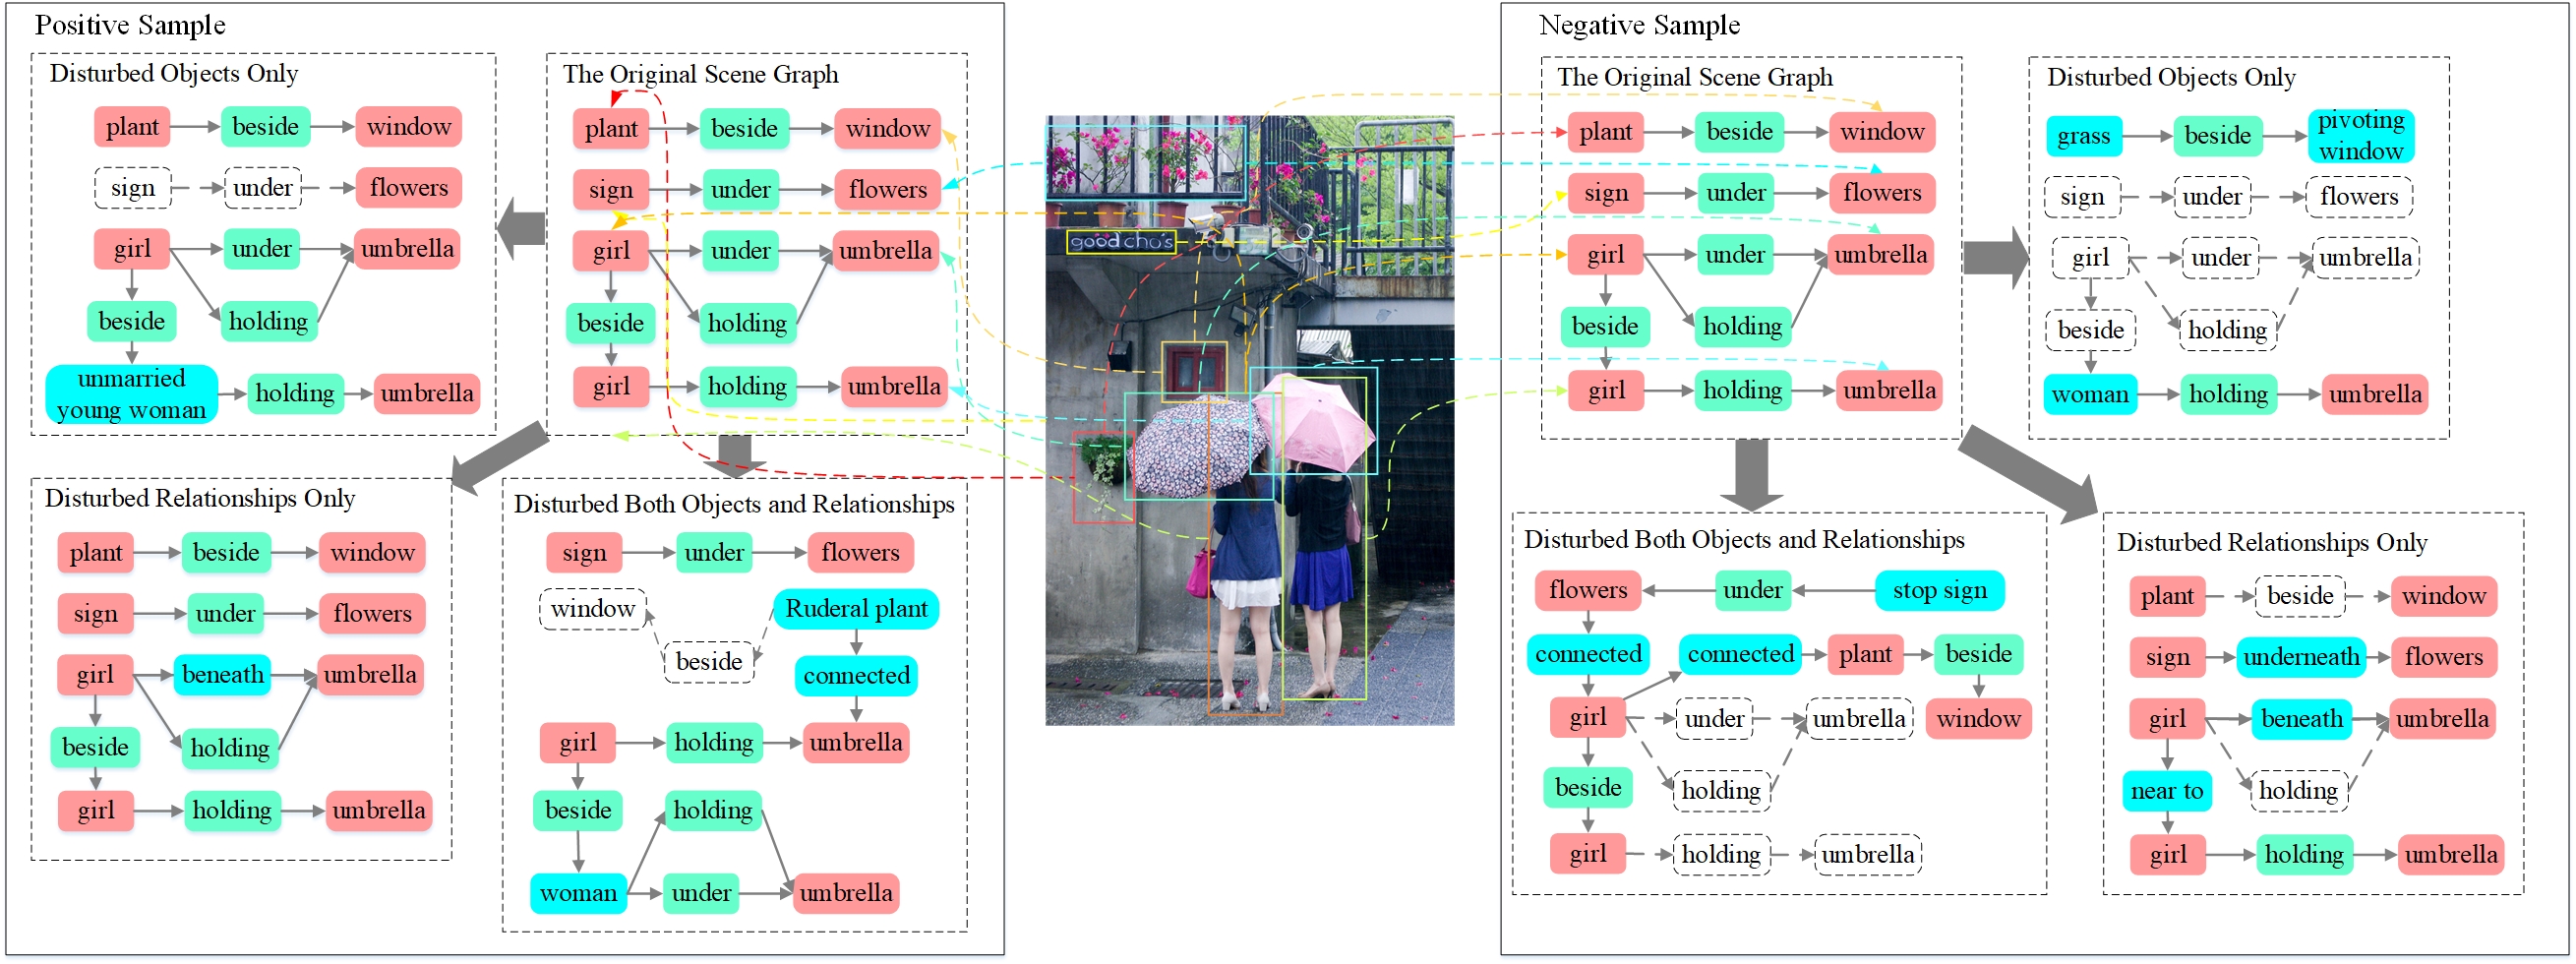 Positive Sample
Disturbed Objects Only
plant beside window
sign under flowers
girl under umbrella
beside holding
unmarried
young woman holding umbrella
The Original Scene Graph
plant beside window
sign under flowers
girl under umbrella
beside holding
girl holding umbrella
Disturbed Relationships Only
plant beside window
sign under flowers
girl beneath umbrella
beside holding
girl holding umbrella
Disturbed Both Objects and Relationships
sign under flowers
window Ruderal plant
beside
connected
girl holding umbrella
beside holding
woman under umbrella
good cho's
Negative Sample
The Original Scene Graph
plant beside window
sign under flowers
girl under umbrella
beside holding
girl holding umbrella
Disturbed Objects Only
grass beside pivoting
window
sign under flowers
girl under umbrella
beside holding
woman holding umbrella
Disturbed Both Objects and Relationships
flowers under stop sign
connected connected plant beside
girl under umbrella window
beside holding
girl holding umbrella
Disturbed Relationships Only
plant beside window
sign underneath flowers
girl beneath umbrella
near to holding
girl holding umbrella